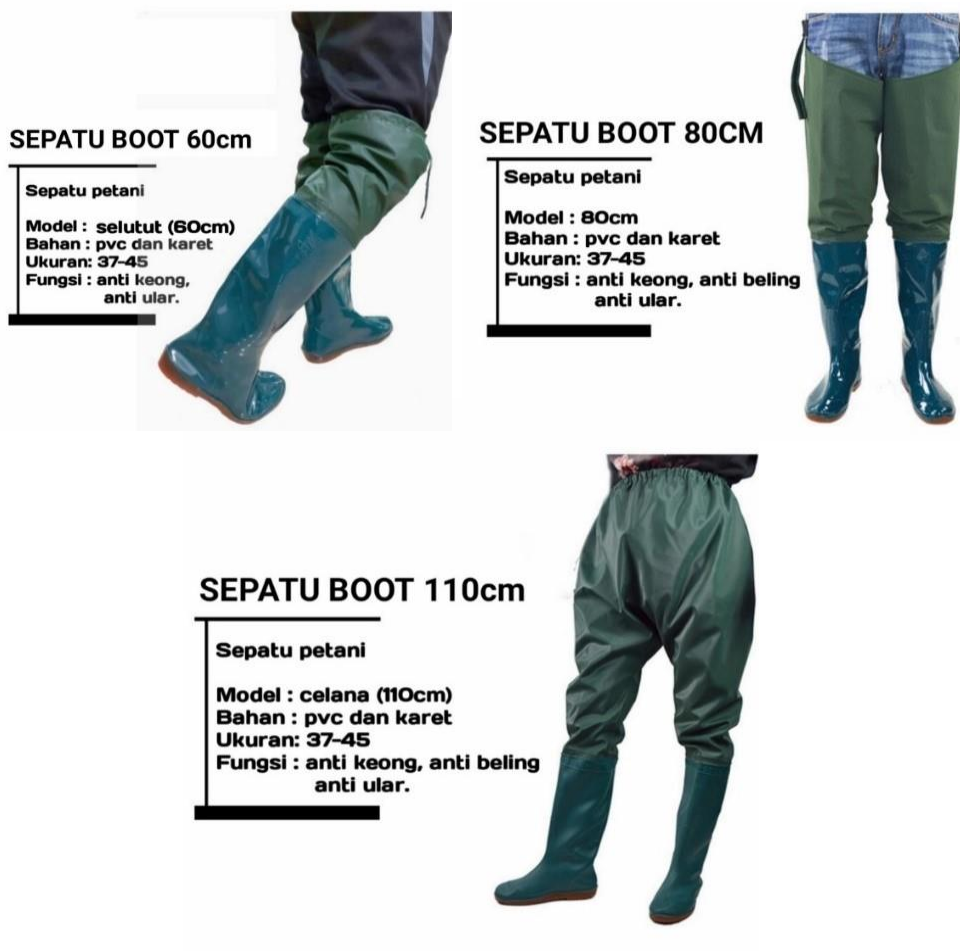 SEPATU BOOT 60cm
Sepatu petani
Model : selutut (60cm)
Bahan : pvc dan karet
Ukuran: 37-45
Fungsi : anti keong,
anti ular.
SEPATU BOOT 80CM
Sepatu petani
Model : 80cm
Bahan : pvc dan karet
Ukuran: 37-45
Fungsi : anti keong, anti beling
anti ular.
SEPATU BOOT 110cm
Sepatu petani
Model : celana (110cm)
Bahan : pvc dan karet
Ukuran: 37-45
Fungsi : anti keong, anti beling
anti ular.